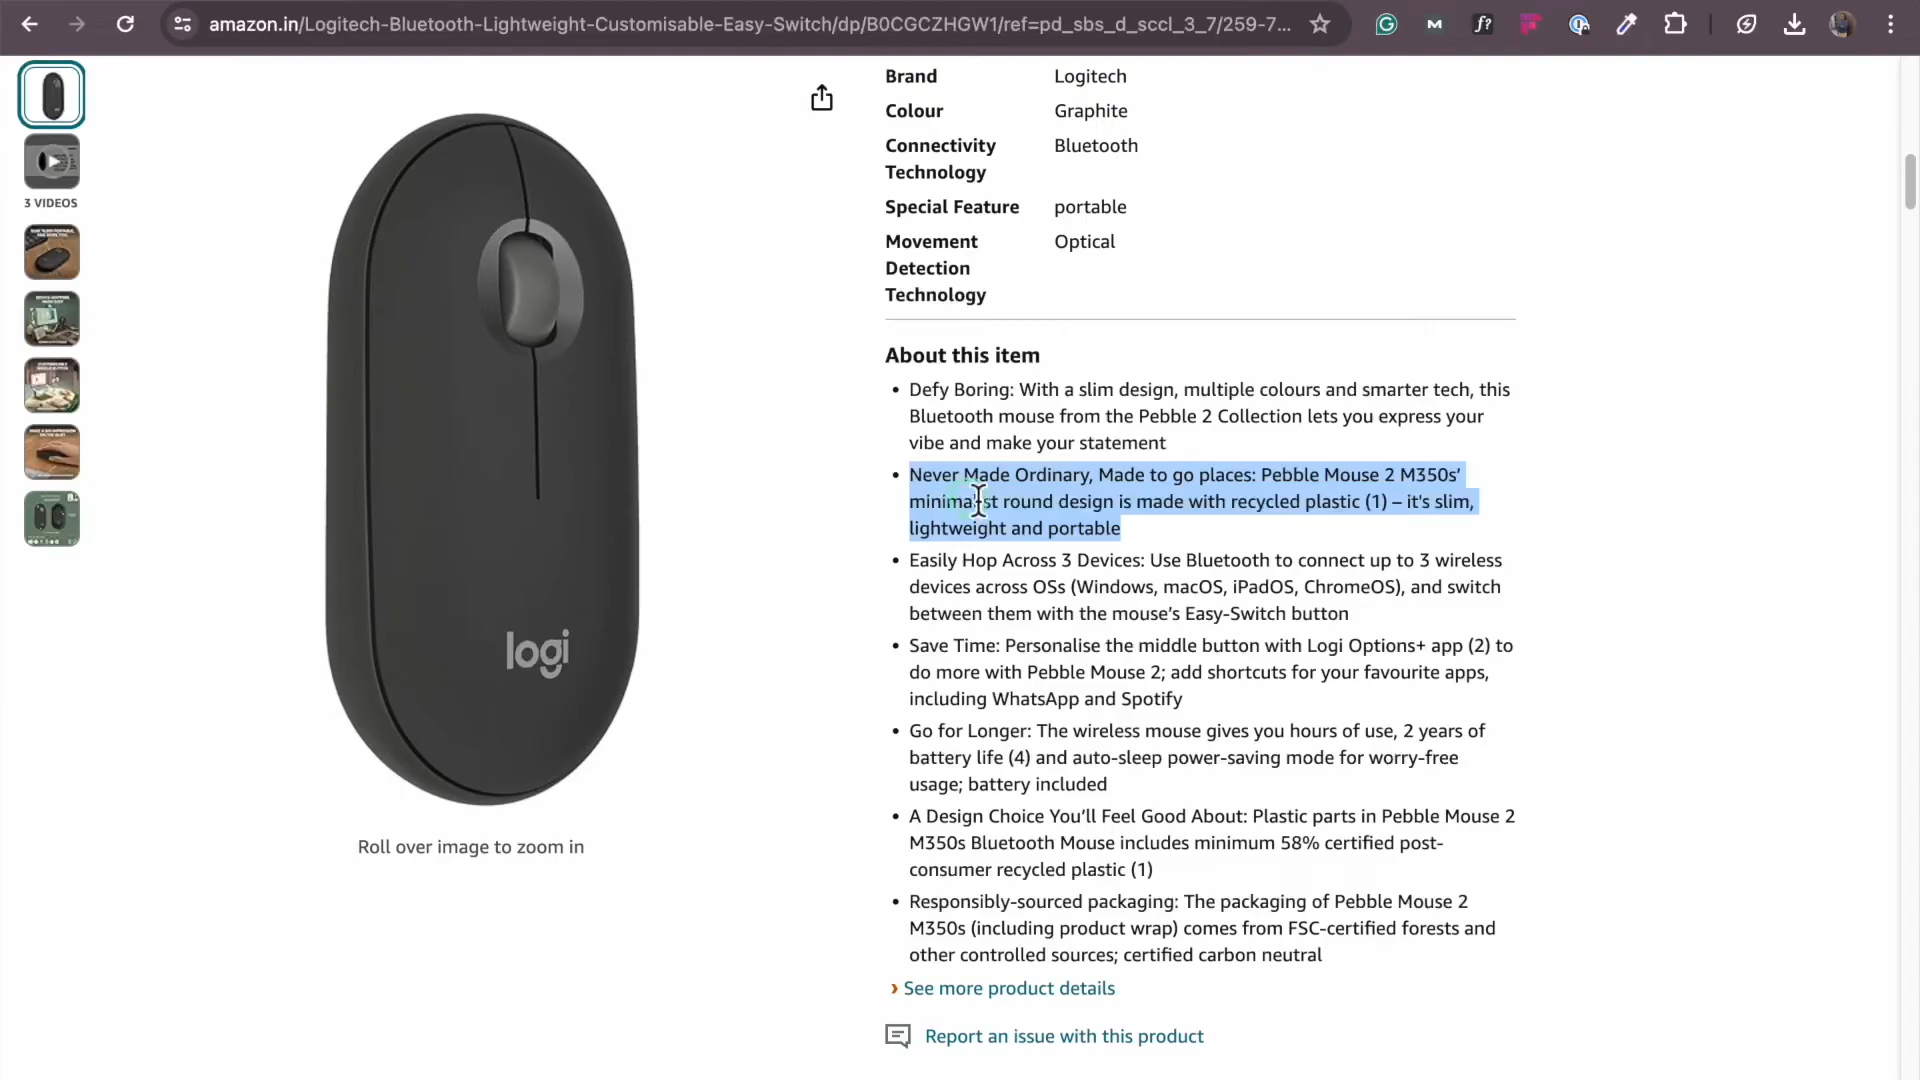 amazon.in/Logitech-Bluetooth-Lightweight-Customisable-Easy-Switch/dp/B0CGCZHGW1/ref=pd_sbs_d_sccl_3_7/259-7...
3 VIDEOS
logi
Roll over image to zoom in
Brand Logitech
Colour Graphite
Connectivity Bluetooth
Technology
Special Feature portable
Movement Optical
Detection
Technology
About this item
• Defy Boring: With a slim design, multiple colours and smarter tech, this
Bluetooth mouse from the Pebble 2 Collection lets you express your
vibe and make your statement
• Never Made Ordinary, Made to go places: Pebble Mouse 2 M350s’
minimalist round design is made with recycled plastic (1) – it's slim,
lightweight and portable
• Easily Hop Across 3 Devices: Use Bluetooth to connect up to 3 wireless
devices across OSs (Windows, macOS, iPadOS, ChromeOS), and switch
between them with the mouse’s Easy-Switch button
• Save Time: Personalise the middle button with Logi Options+ app (2) to
do more with Pebble Mouse 2; add shortcuts for your favourite apps,
including WhatsApp and Spotify
• Go for Longer: The wireless mouse gives you hours of use, 2 years of
battery life (4) and auto-sleep power-saving mode for worry-free
usage; battery included
• A Design Choice You’ll Feel Good About: Plastic parts in Pebble Mouse 2
M350s Bluetooth Mouse includes minimum 58% certified post-
consumer recycled plastic (1)
• Responsibly-sourced packaging: The packaging of Pebble Mouse 2
M350s (including product wrap) comes from FSC-certified forests and
other controlled sources; certified carbon neutral
› See more product details
Report an issue with this product